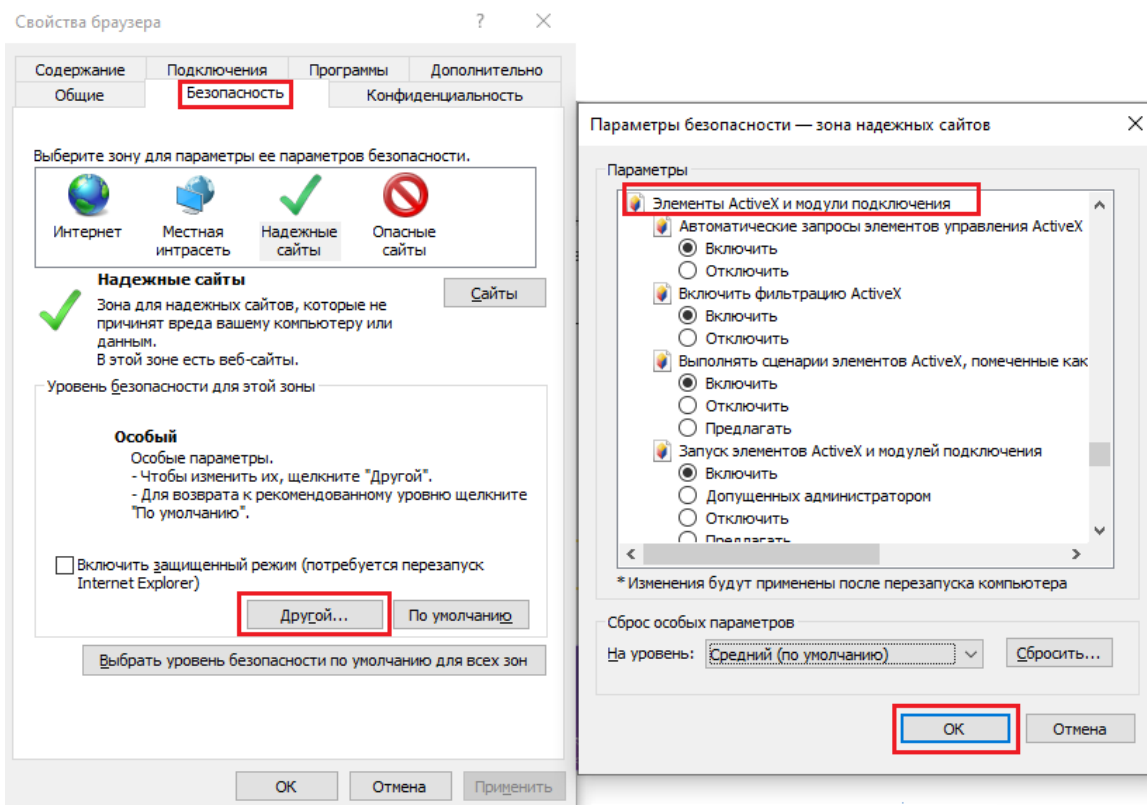 Свойства браузера
?
Содержание Подключения Программы Дополнительно
Общие Безопасность Конфиденциальность
Выберите зону для параметры ее параметров безопасности.
Интернет Местная интрасеть Надежные сайты Опасные сайты
Надежные сайты
Зона для надежных сайтов, которые не
причинят вреда вашему компьютеру или
данным.
В этой зоне есть веб-сайты.
Сайты
Уровень безопасности для этой зоны
Особый
Особые параметры.
- Чтобы изменить их, щелкните "Другой".
- Для возврата к рекомендованному уровню щелкните
"По умолчанию".
Включить защищенный режим (потребуется перезапуск
Internet Explorer)
Другой... По умолчанию
Выбрать уровень безопасности по умолчанию для всех зон
ОК Отмена Применить
Параметры безопасности — зона надежных сайтов
Параметры
Элементы ActiveX и модули подключения
Автоматические запросы элементов управления ActiveX
Включить
Отключить
Включить фильтрацию ActiveX
Включить
Отключить
Выполнять сценарии элементов ActiveX, помеченные как
Включить
Отключить
Предлагать
Запуск элементов ActiveX и модулей подключения
Включить
Допущенных администратором
Отключить
Предлагать
*Изменения будут применены после перезапуска компьютера
Сброс особых параметров
На уровень: Средний (по умолчанию) Сбросить...
ОК Отмена